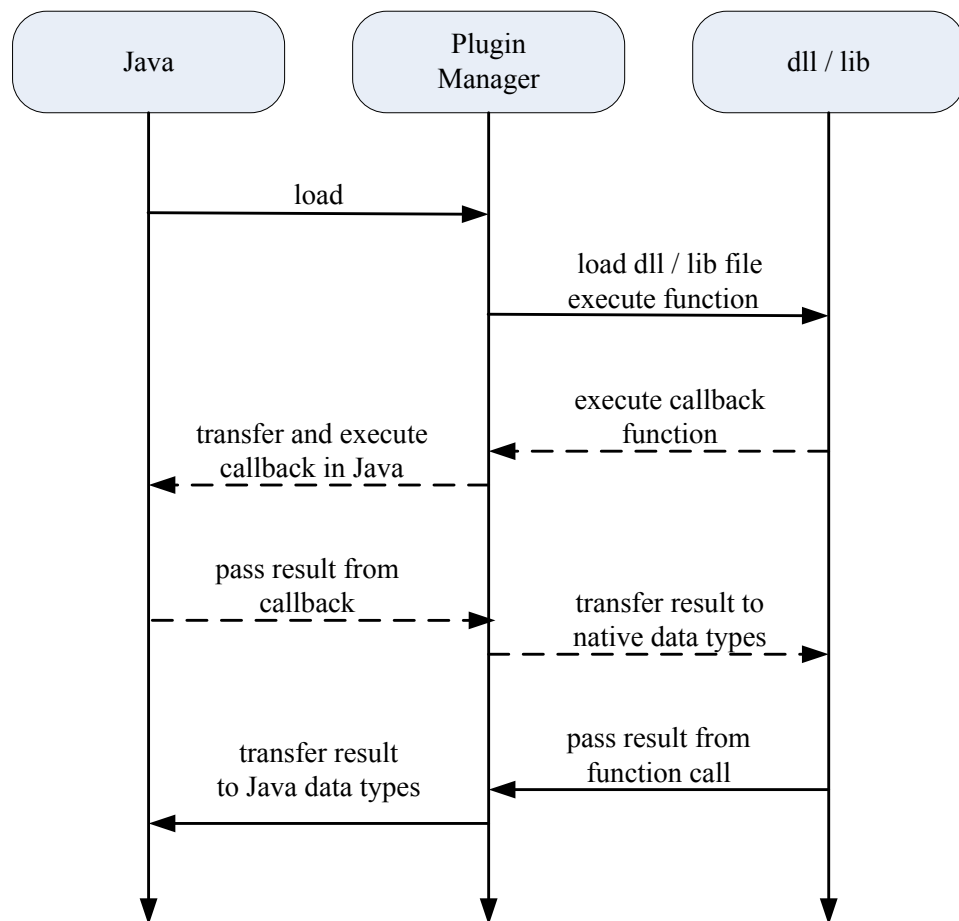 Java
Plugin
Manager
dll / lib
load
load dll / lib file
execute function
execute callback
function
transfer and execute
callback in Java
pass result from
callback
transfer result to
native data types
pass result from
function call
transfer result
to Java data types